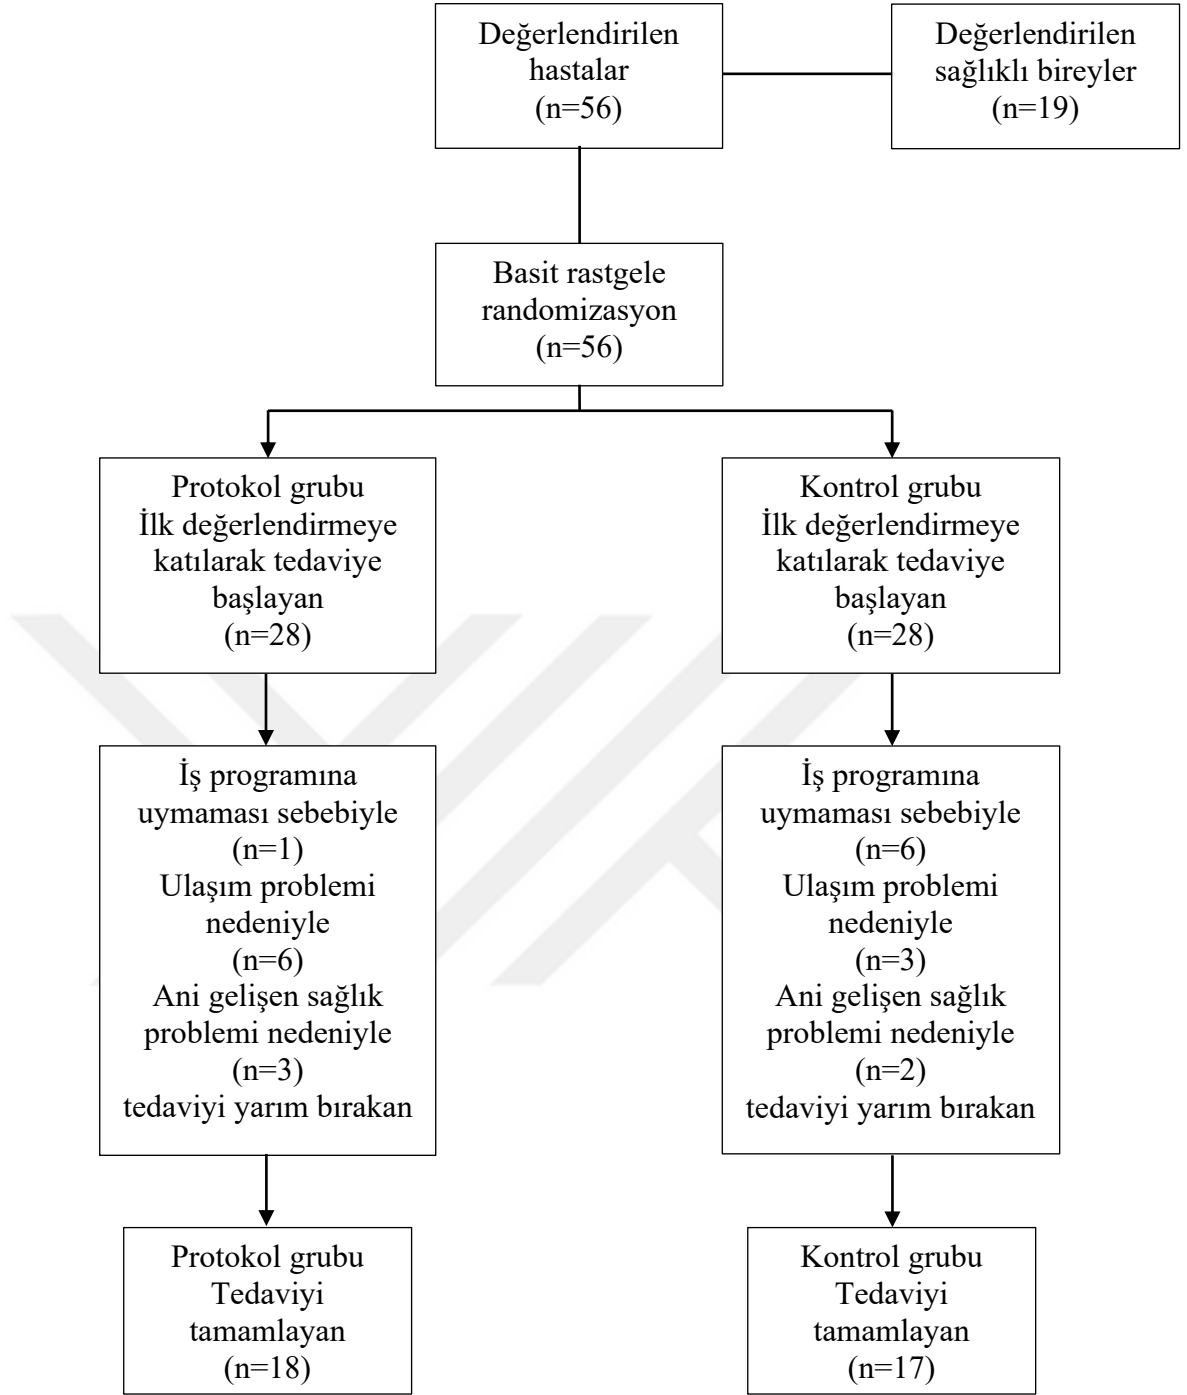 Değerlendirilen
hastalar
(n=56)
Değerlendirilen
sağlıklı bireyler
(n=19)
Basit rastgele
randomizasyon
(n=56)
Protokol grubu
İlk değerlendirmeye
katılarak tedaviye
başlayan
(n=28)
Kontrol grubu
İlk değerlendirmeye
katılarak tedaviye
başlayan
(n=28)
İş programına
uymaması sebebiyle
(n=1)
Ulaşım problemi
nedeniyle
(n=6)
Ani gelişen sağlık
problemi nedeniyle
(n=3)
tedaviyi yarım bırakan
İş programına
uymaması sebebiyle
(n=6)
Ulaşım problemi
nedeniyle
(n=3)
Ani gelişen sağlık
problemi nedeniyle
(n=2)
tedaviyi yarım bırakan
Protokol grubu
Tedaviyi
tamamlayan
(n=18)
Kontrol grubu
Tedaviyi
tamamlayan
(n=17)